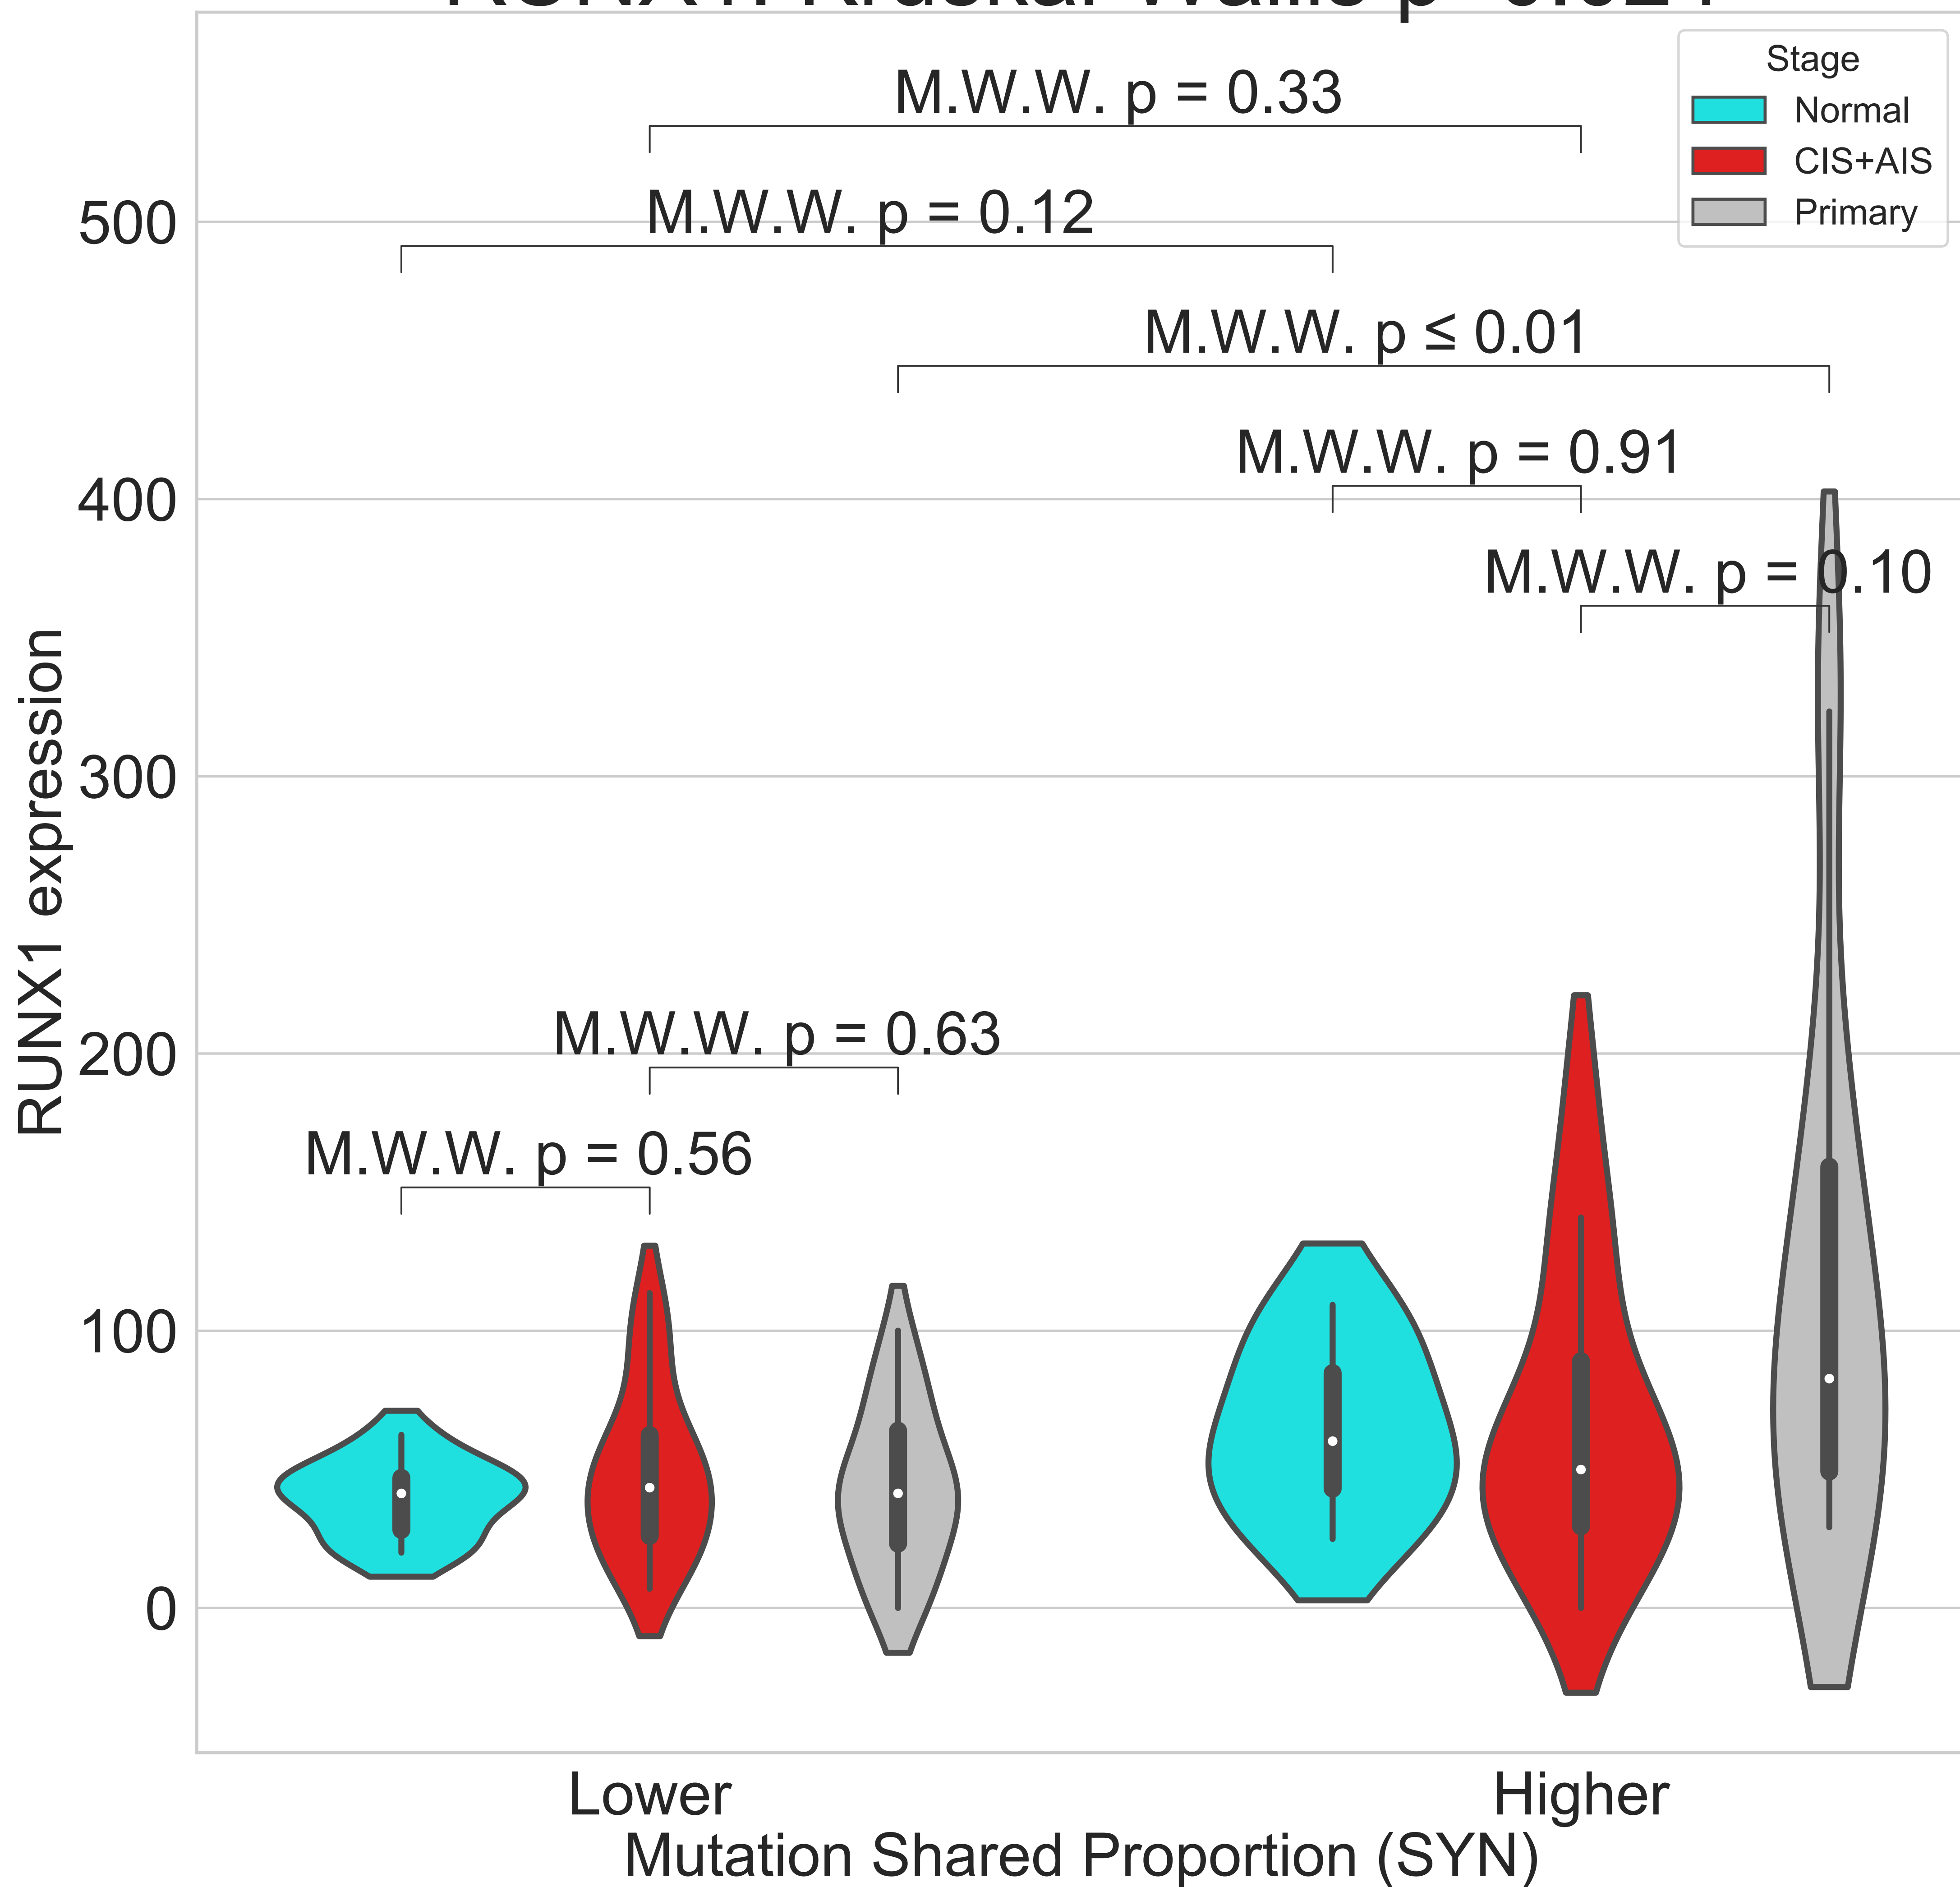 M.W.W. p = 0.33
M.W.W. p = 0.12
M.W.W. p ≤ 0.01
M.W.W. p = 0.91
M.W.W. p = 0.10
M.W.W. p = 0.63
M.W.W. p = 0.56
Stage
Normal
CIS+AIS
Primary
RUNX1 expression
500
400
300
200
100
0
Lower
Higher
Mutation Shared Proportion (SYN)